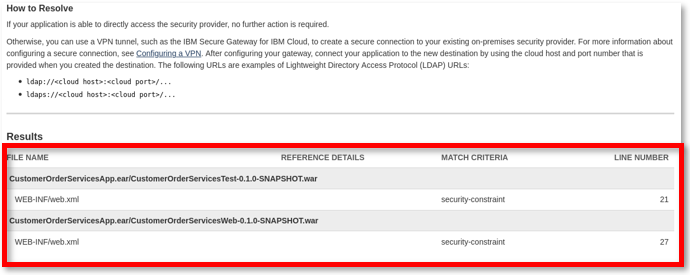 How to Resolve
If your application is able to directly access the security provider, no further action is required.
Otherwise, you can use a VPN tunnel, such as the IBM Secure Gateway for IBM Cloud, to create a secure connection to your existing on-premises security provider. For more information about
configuring a secure connection, see Configuring a VPN. After configuring your gateway, connect your application to the new destination by using the cloud host and port number that is
provided when you created the destination. The following URLs are examples of Lightweight Directory Access Protocol (LDAP) URLs:
• ldap://<cloud host>:<cloud port>/...
• ldaps://<cloud host>:<cloud port>/...
Results
FILE NAME REFERENCE DETAILS MATCH CRITERIA LINE NUMBER
CustomerOrderServicesApp.ear/CustomerOrderServicesTest-0.1.0-SNAPSHOT.war
WEB-INF/web.xml security-constraint 21
CustomerOrderServicesApp.ear/CustomerOrderServicesWeb-0.1.0-SNAPSHOT.war
WEB-INF/web.xml security-constraint 27